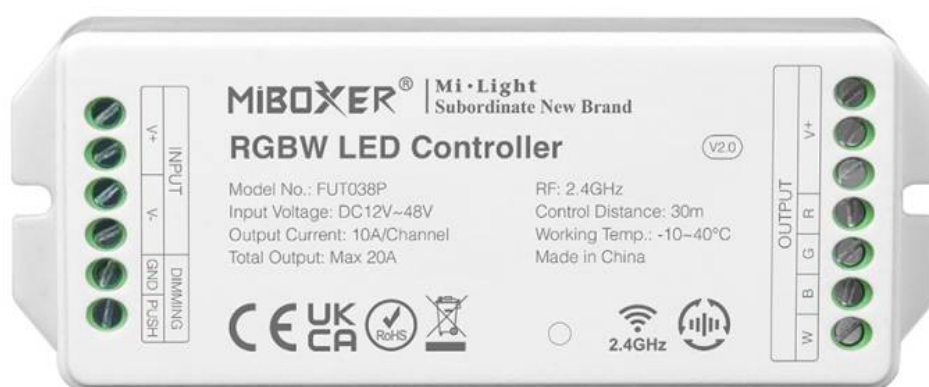 MiBOXER® Mi·Light
Subordinate New Brand
RGBW LED Controller
V2.0
Model No.: FUT038P
Input Voltage: DC12V~48V
Output Current: 10A/Channel
Total Output: Max 20A
RF: 2.4GHz
Control Distance: 30m
Working Temp.: -10~40°C
Made in China
CE
UK
CA
RoHS
2.4GHz
INPUT
V+
V-
DIMMING
GND
PUSH
OUTPUT
V+
R
G
B
W